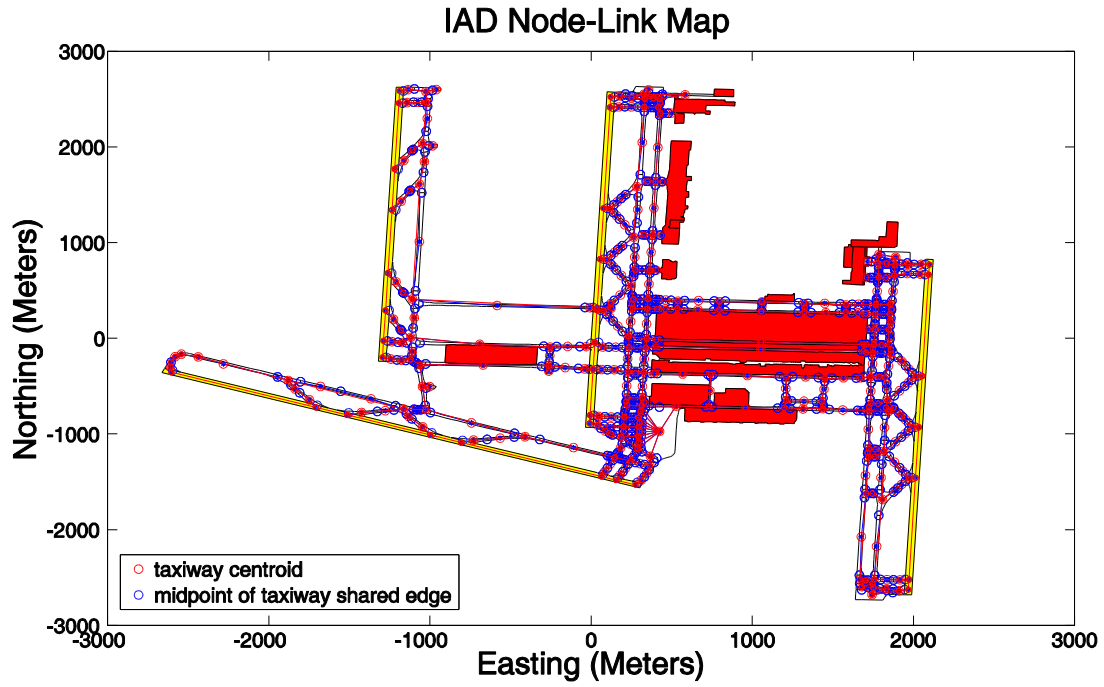 IAD Node-Link Map
Northing (Meters)
3000
2000
1000
0
-1000
-2000
-3000
taxiway centroid
midpoint of taxiway shared edge
-3000 -2000 -1000 0 1000 2000 3000
Easting (Meters)